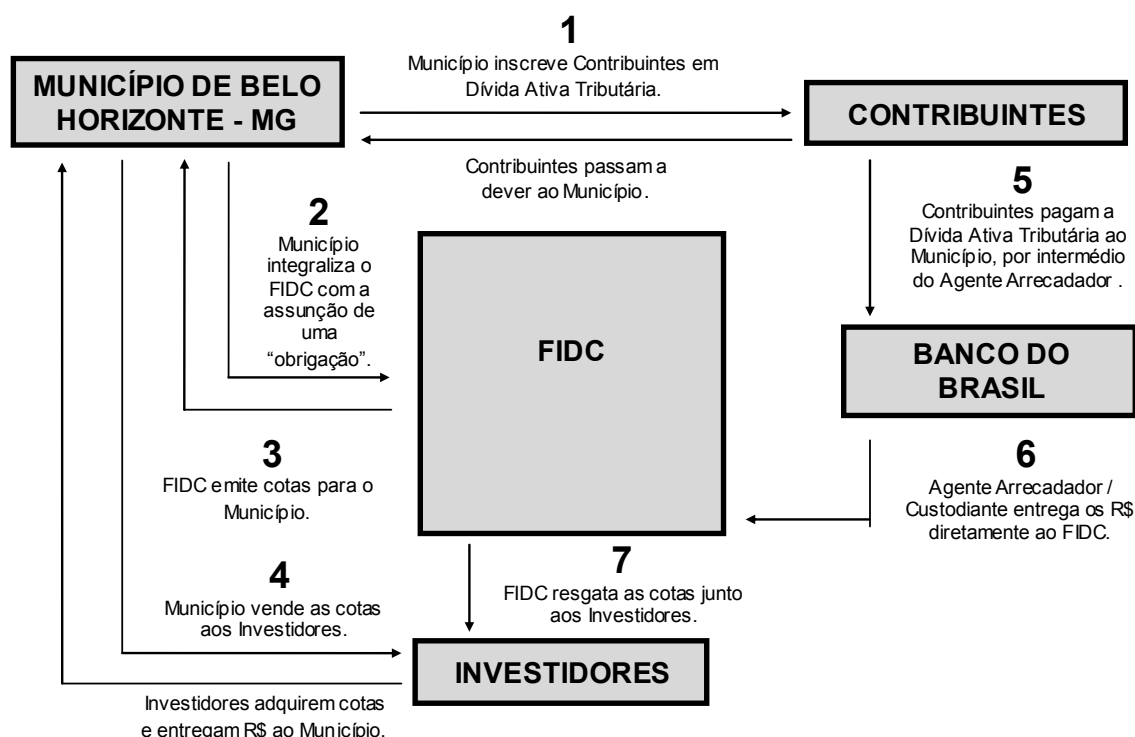 1
Município inscreve Contribuintes em
Dívida Ativa Tributária.
MUNICÍPIO DE BELO
HORIZONTE - MG
CONTRIBUINTES
Contribuintes passam a
dever ao Município.
2
Município
integraliza o
FIDC com a
assunção de
uma
“obrigação”.
FIDC
5
Contribuintes pagam a
Dívida Ativa Tributária ao
Município, por intermédio
do Agente Arrecadador .
BANCO DO
BRASIL
3
FIDC emite cotas para o
Município.
6
Agente Arrecadador /
Custodiante entrega os R$
diretamente ao FIDC.
4
Município vende as cotas
aos Investidores.
7
FIDC resgata as cotas junto
aos Investidores.
INVESTIDORES
Investidores adquirem cotas
e entregam R$ ao Município.